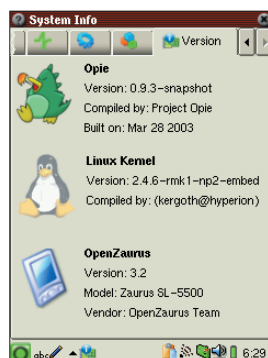 System Info
Version
Opie
Version: 0.9.3-snapshot
Compiled by: Project Opie
Built on: Mar 28 2003
Linux Kernel
Version: 2.4.6-rmk1-np2-embed
Compiled by: (kergoth@hyperion)
OpenZaurus
Version: 3.2
Model: Zaurus SL-5500
Vendor: OpenZaurus Team
abc
6:29